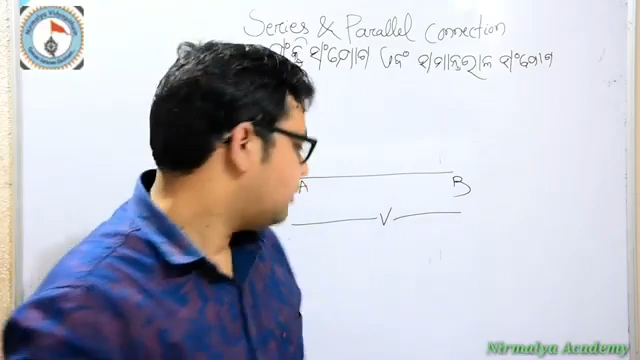 Series & Parallel Connection
ସଂଯୋଗ ଏବଂ ସମାନ୍ତରାଳ ସଂଯୋଗ
A
B
V
Nirmalya Academy